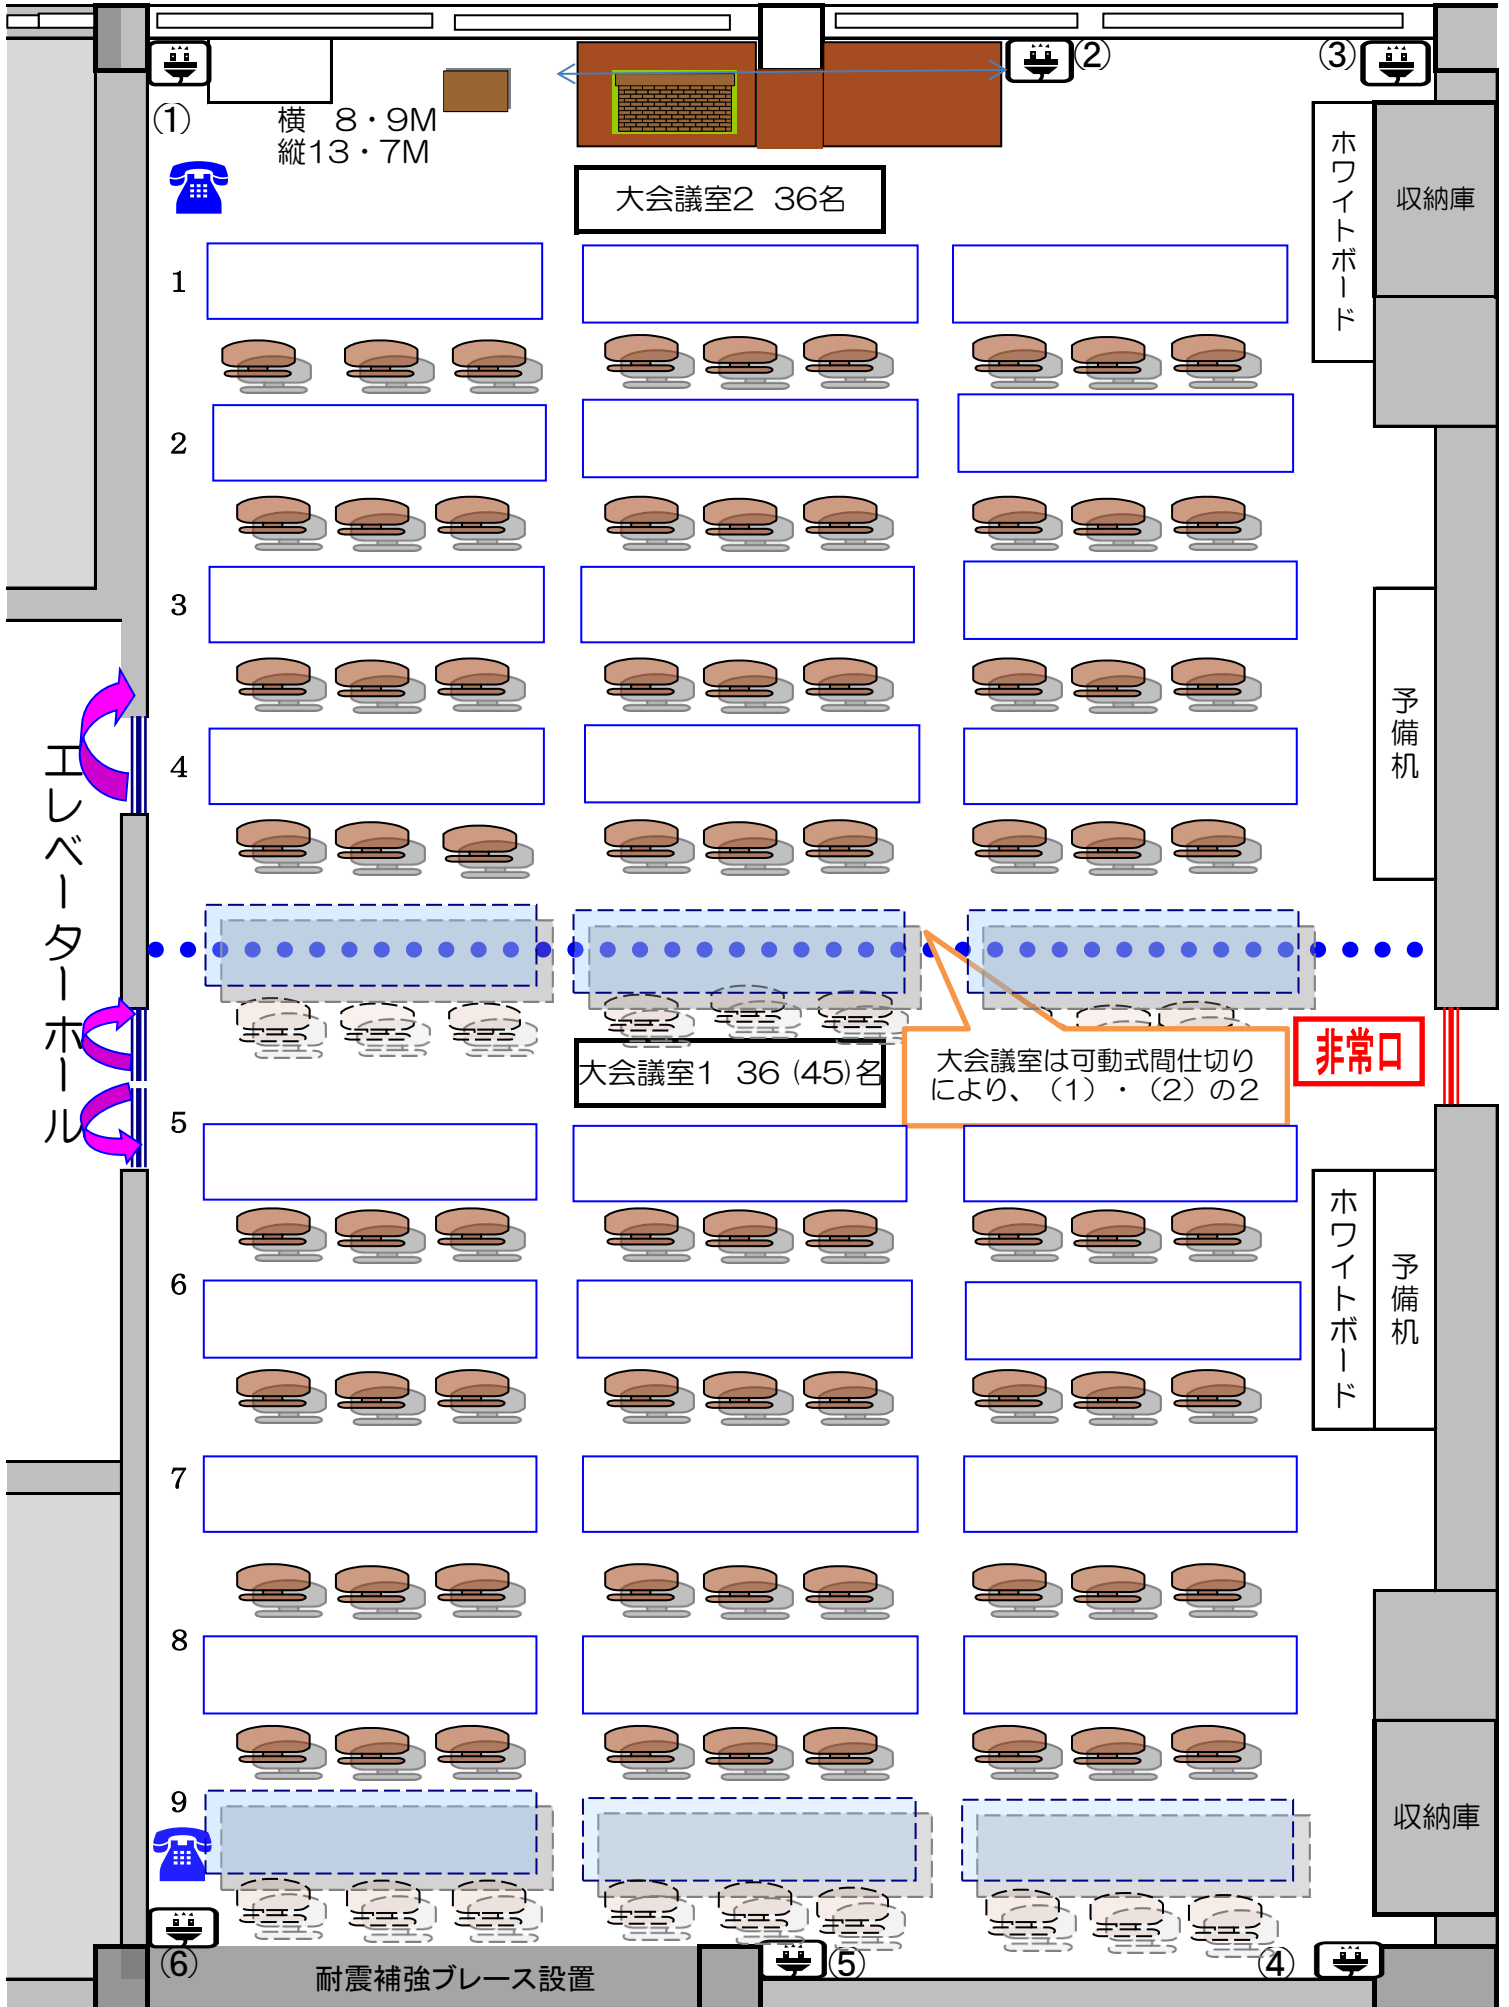 ①
②
③
横　8・9M
縦13・7M
大会議室2　36名
ホワイトボード
収納庫
1
2
3
4
予備机
エレベーターホール
大会議室1　36 (45)名
大会議室は可動式間仕切り
により、（1）・（2）の2
非常口
5
6
7
8
9
ホワイトボード
予備机
収納庫
⑥
耐震補強ブレース設置
⑤
④